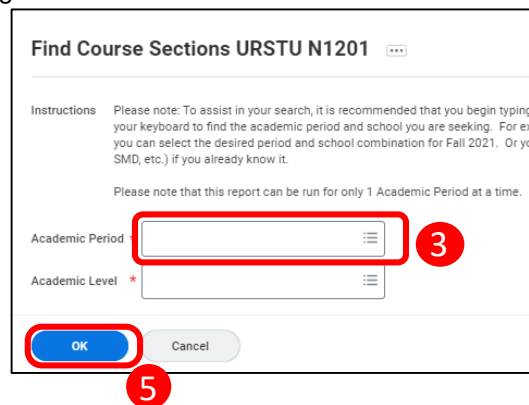 Find Course Sections URSTU N1201
Instructions Please note: To assist in your search, it is recommended that you begin typing
your keyboard to find the academic period and school you are seeking. For
you can select the desired period and school combination for Fall 2021. Or
SMD, etc.) if you already know it.
Please note that this report can be run for only 1 Academic Period at a time.
Academic Period *
3
Academic Level *
OK Cancel
5